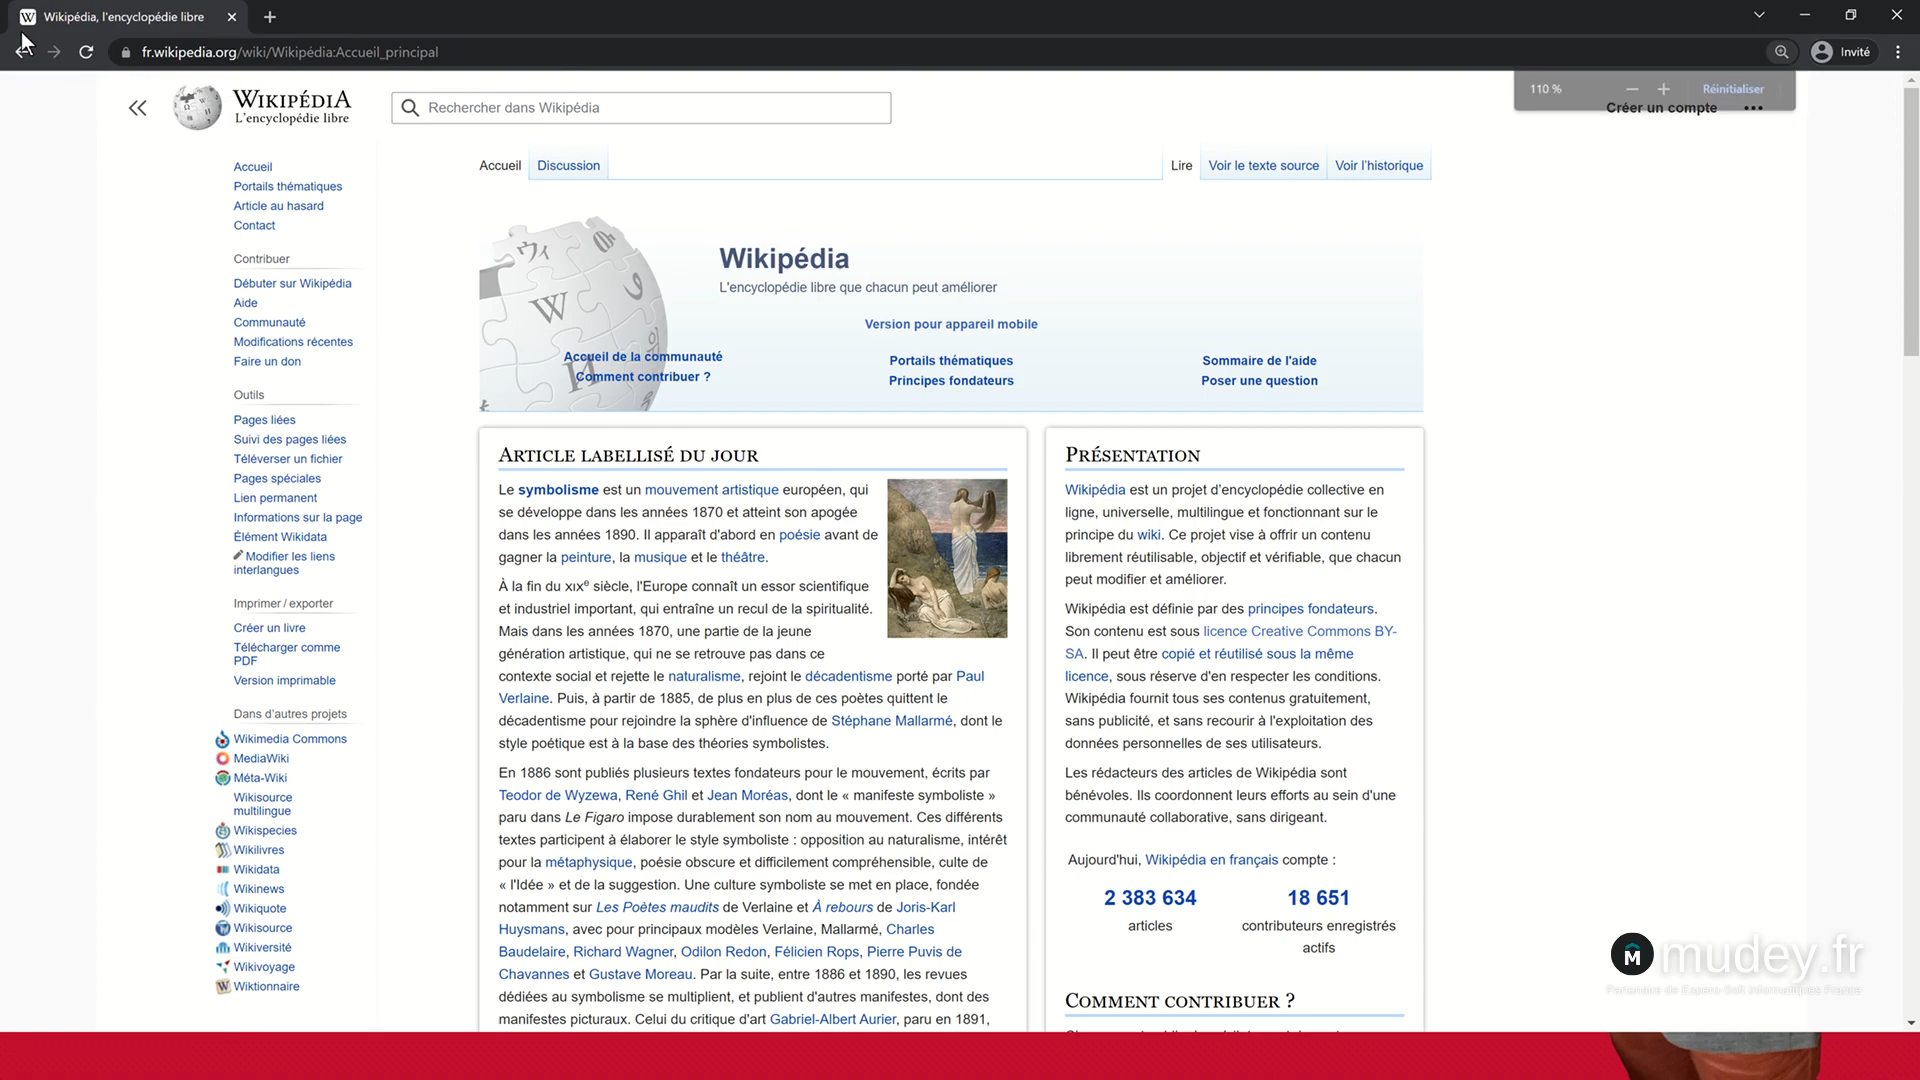 Wikipédia, l'encyclopédie libre
fr.wikipedia.org/wiki/Wikipédia:Accueil_principal
Invité
110 %
Réinitialiser
Créer un compte
WIKIPÉDIA
L'encyclopédie libre
Rechercher dans Wikipédia
Accueil
Portails thématiques
Article au hasard
Contact
Contribuer
Débuter sur Wikipédia
Aide
Communauté
Modifications récentes
Faire un don
Outils
Pages liées
Suivi des pages liées
Téléverser un fichier
Pages spéciales
Lien permanent
Informations sur la page
Élément Wikidata
Modifier les liens
interlangues
Imprimer / exporter
Créer un livre
Télécharger comme
PDF
Version imprimable
Dans d'autres projets
Wikimedia Commons
MediaWiki
Méta-Wiki
Wikisource
multilingue
Wikispecies
Wikilivres
Wikidata
Wikinews
Wikiquote
Wikisource
Wikiversité
Wikivoyage
Wiktionnaire
Accueil Discussion Lire Voir le texte source Voir l'historique
Wikipédia
L'encyclopédie libre que chacun peut améliorer
Version pour appareil mobile
Accueil de la communauté Portails thématiques Sommaire de l'aide
Comment contribuer ? Principes fondateurs Poser une question
ARTICLE LABELLISÉ DU JOUR
Le symbolisme est un mouvement artistique européen, qui
se développe dans les années 1870 et atteint son apogée
dans les années 1890. Il apparaît d'abord en poésie avant de
gagner la peinture, la musique et le théâtre.
À la fin du XIXe siècle, l'Europe connaît un essor scientifique
et industriel important, qui entraîne un recul de la spiritualité.
Mais dans les années 1870, une partie de la jeune
génération artistique, qui ne se retrouve pas dans ce
contexte social et rejette le naturalisme, rejoint le décadentisme porté par Paul
Verlaine. Puis, à partir de 1885, de plus en plus de ces poètes quittent le
décadentisme pour rejoindre la sphère d'influence de Stéphane Mallarmé, dont le
style poétique est à la base des théories symbolistes.
En 1886 sont publiés plusieurs textes fondateurs pour le mouvement, écrits par
Teodor de Wyzewa, René Ghil et Jean Moréas, dont le « manifeste symboliste »
paru dans Le Figaro impose durablement son nom au mouvement. Ces différents
textes participent à élaborer le style symboliste : opposition au naturalisme, intérêt
pour la métaphysique, poésie obscure et difficilement compréhensible, culte de
« l'Idée » et de la suggestion. Une culture symboliste se met en place, fondée
notamment sur Les Poètes maudits de Verlaine et À rebours de Joris-Karl
Huysmans, avec pour principaux modèles Verlaine, Mallarmé, Charles
Baudelaire, Richard Wagner, Odilon Redon, Félicien Rops, Pierre Puvis de
Chavannes et Gustave Moreau. Par la suite, entre 1886 et 1890, les revues
dédiées au symbolisme se multiplient, et publient d'autres manifestes, dont des
manifestes picturaux. Celui du critique d'art Gabriel-Albert Aurier, paru en 1891,
PRÉSENTATION
Wikipédia est un projet d'encyclopédie collective en
ligne, universelle, multilingue et fonctionnant sur le
principe du wiki. Ce projet vise à offrir un contenu
librement réutilisable, objectif et vérifiable, que chacun
peut modifier et améliorer.
Wikipédia est définie par des principes fondateurs.
Son contenu est sous licence Creative Commons BY-
SA. Il peut être copié et réutilisé sous la même
licence, sous réserve d'en respecter les conditions.
Wikipédia fournit tous ses contenus gratuitement,
sans publicité, et sans recourir à l'exploitation des
données personnelles de ses utilisateurs.
Les rédacteurs des articles de Wikipédia sont
bénévoles. Ils coordonnent leurs efforts au sein d'une
communauté collaborative, sans dirigeant.
Aujourd'hui, Wikipédia en français compte :
2 383 634 18 651
articles contributeurs enregistrés
actifs
COMMENT CONTRIBUER ?
mudey.fr
Partenaire de Espero-Soft Informatiques France